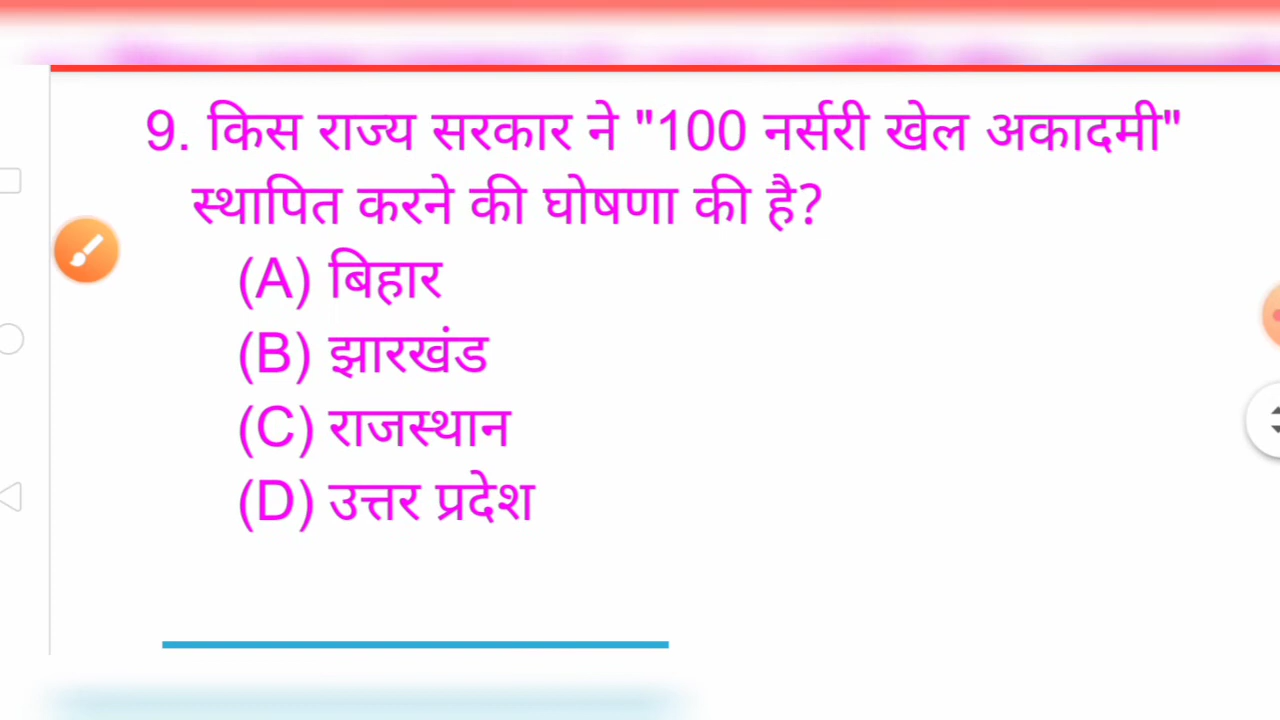 9. किस राज्य सरकार ने "100 नर्सरी खेल अकादमी"
स्थापित करने की घोषणा की है?
(A) बिहार
(B) झारखंड
(C) राजस्थान
(D) उत्तर प्रदेश